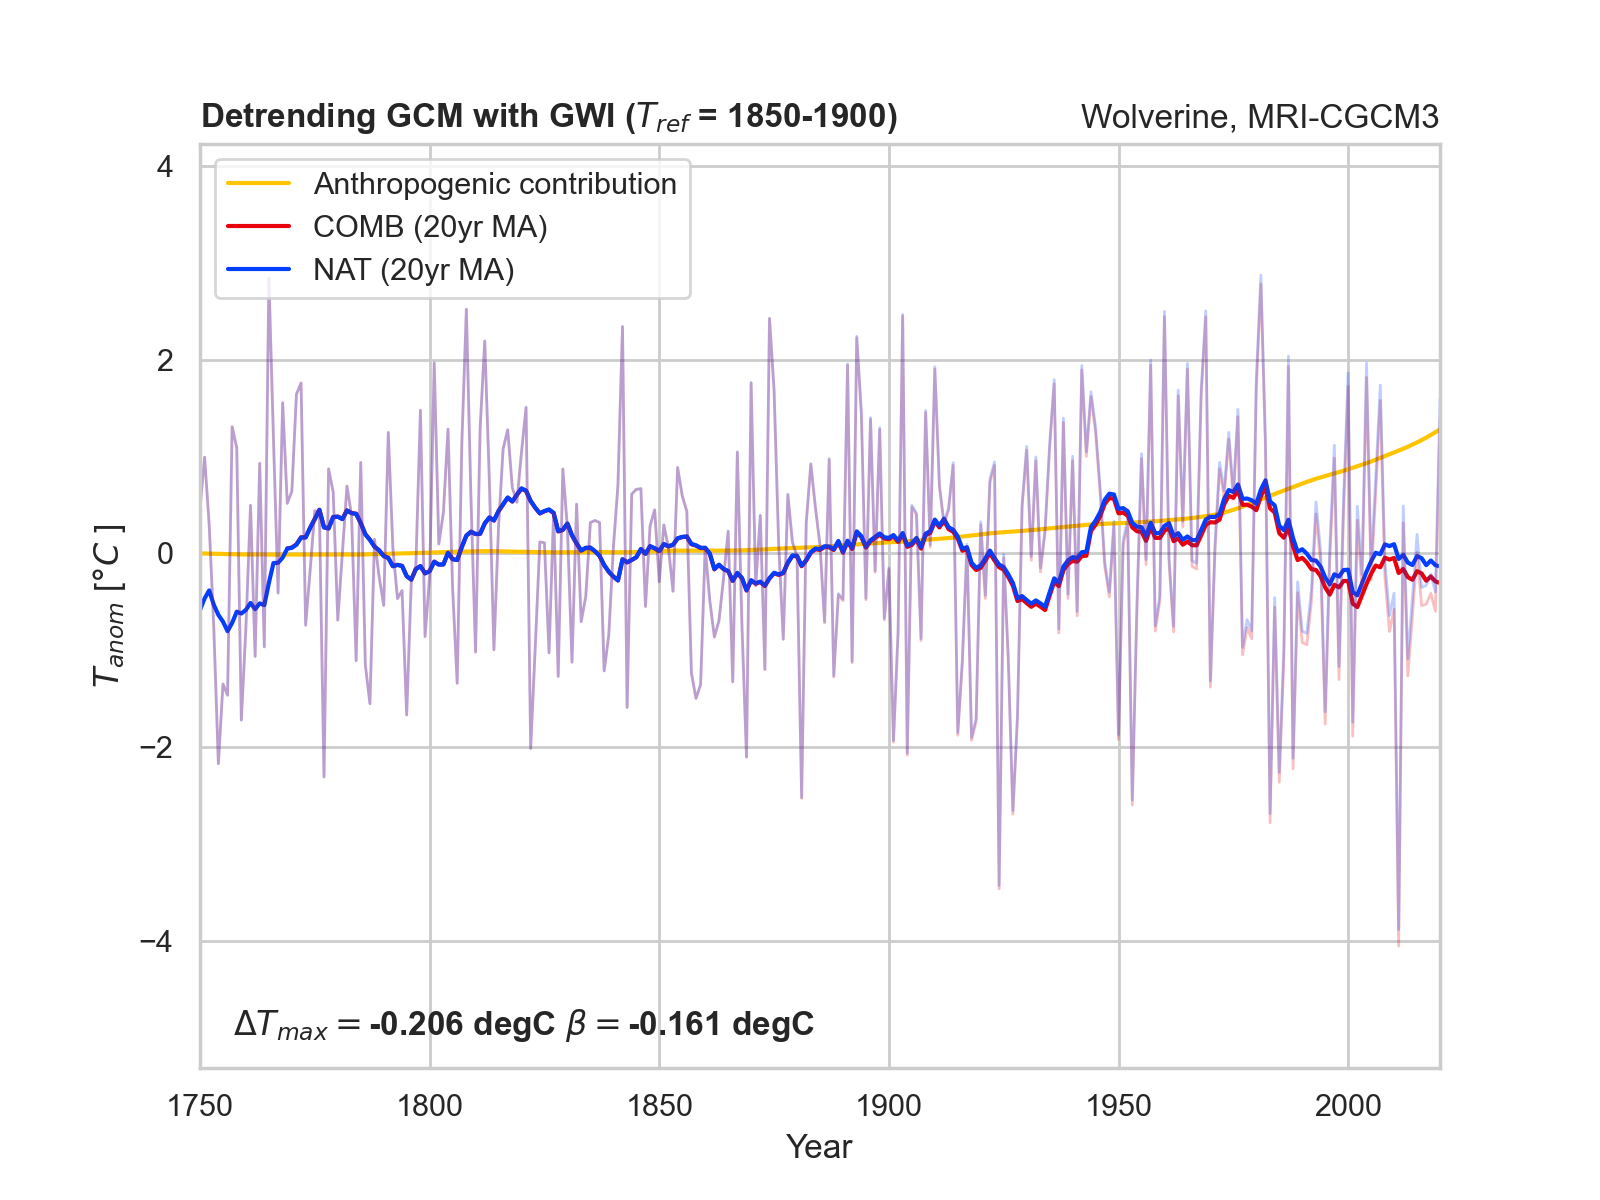 Detrending GCM with GWI (T_ref = 1850-1900)
Wolverine, MRI-CGCM3
Anthropogenic contribution
COMB (20yr MA)
NAT (20yr MA)
4
2
0
−2
−4
T_anom [°C]
ΔT_max = -0.206 degC β = -0.161 degC
1750 1800 1850 1900 1950 2000
Year